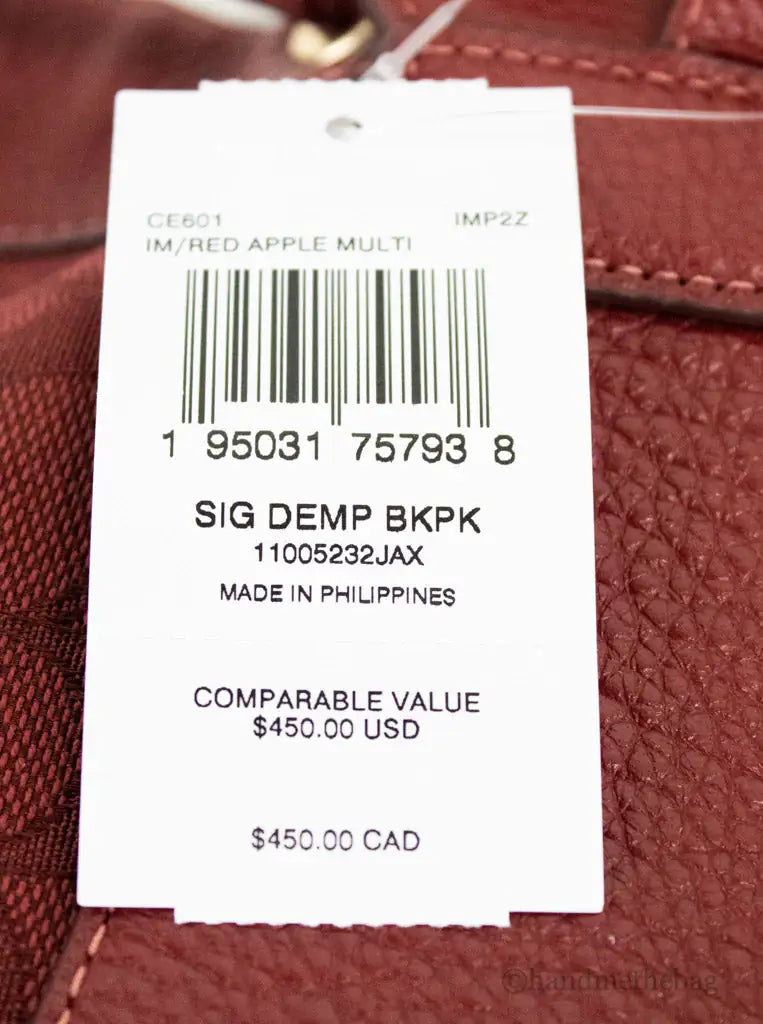 CE601 IMP2Z
IM/RED APPLE MULTI
1 95031 75793 8
SIG DEMP BKPK
11005232JAX
MADE IN PHILIPPINES
COMPARABLE VALUE
$450.00 USD
$450.00 CAD
©handmethebag